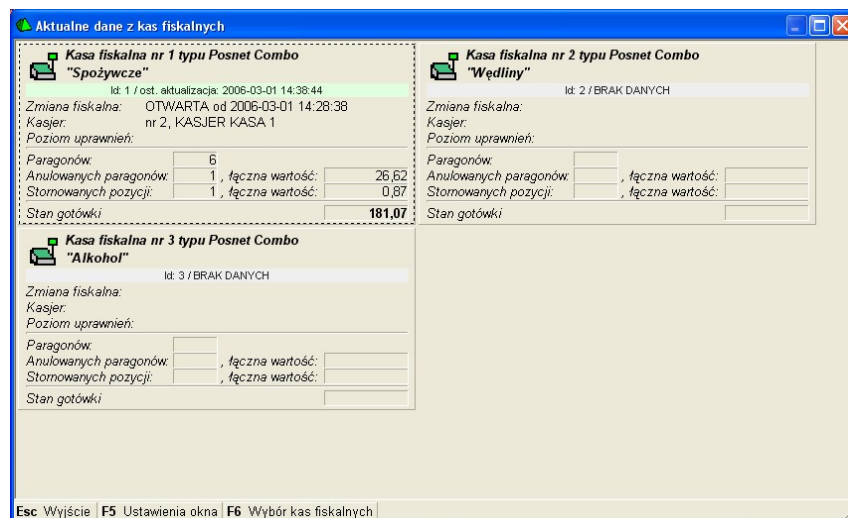 Aktualne dane z kas fiskalnych
Kasa fiskalna nr 1 typu Posnet Combo
"Spożywcze"
Id: 1 / ost. aktualizacja: 2006-03-01 14:38:44
Zmiana fiskalna: OTWARTA od 2006-03-01 14:28:38
Kasjer: nr 2, KASJER KASA 1
Poziom uprawnień:
Paragonów: 6
Anulowanych paragonów: 1 , łączna wartość: 26,62
Stornowanych pozycji: 1 , łączna wartość: 0,87
Stan gotówki 181,07
Kasa fiskalna nr 2 typu Posnet Combo
"Wędliny"
Id: 2 / BRAK DANYCH
Zmiana fiskalna:
Kasjer:
Poziom uprawnień:
Paragonów:
Anulowanych paragonów: , łączna wartość:
Stornowanych pozycji: , łączna wartość:
Stan gotówki
Kasa fiskalna nr 3 typu Posnet Combo
"Alkohol"
Id: 3 / BRAK DANYCH
Zmiana fiskalna:
Kasjer:
Poziom uprawnień:
Paragonów:
Anulowanych paragonów: , łączna wartość:
Stornowanych pozycji: , łączna wartość:
Stan gotówki
Esc Wyjście F5 Ustawienia okna F6 Wybór kas fiskalnych